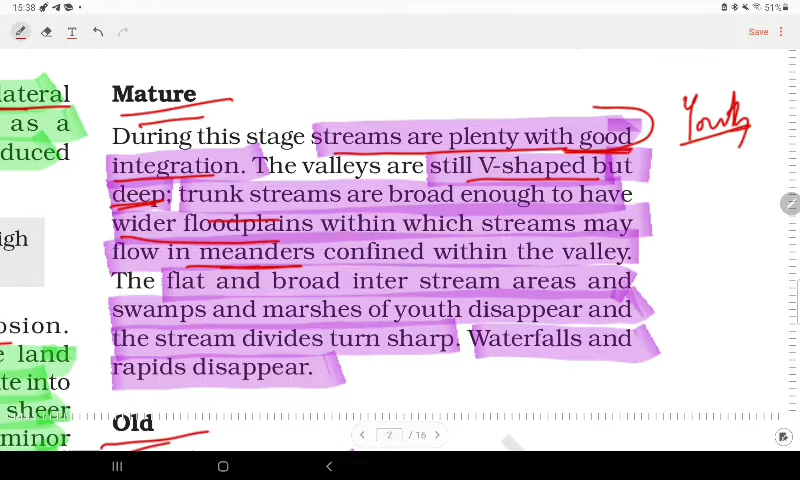 15:38
51%
T
Save
lateral
as a
duced
igh
osion.
e land
te into
sheer
minor
Mature
During this stage streams are plenty with good
integration. The valleys are still V-shaped but
deep; trunk streams are broad enough to have
wider floodplains within which streams may
flow in meanders confined within the valley.
The flat and broad inter stream areas and
swamps and marshes of youth disappear and
the stream divides turn sharp. Waterfalls and
rapids disappear.
Youth
Old
2 / 16